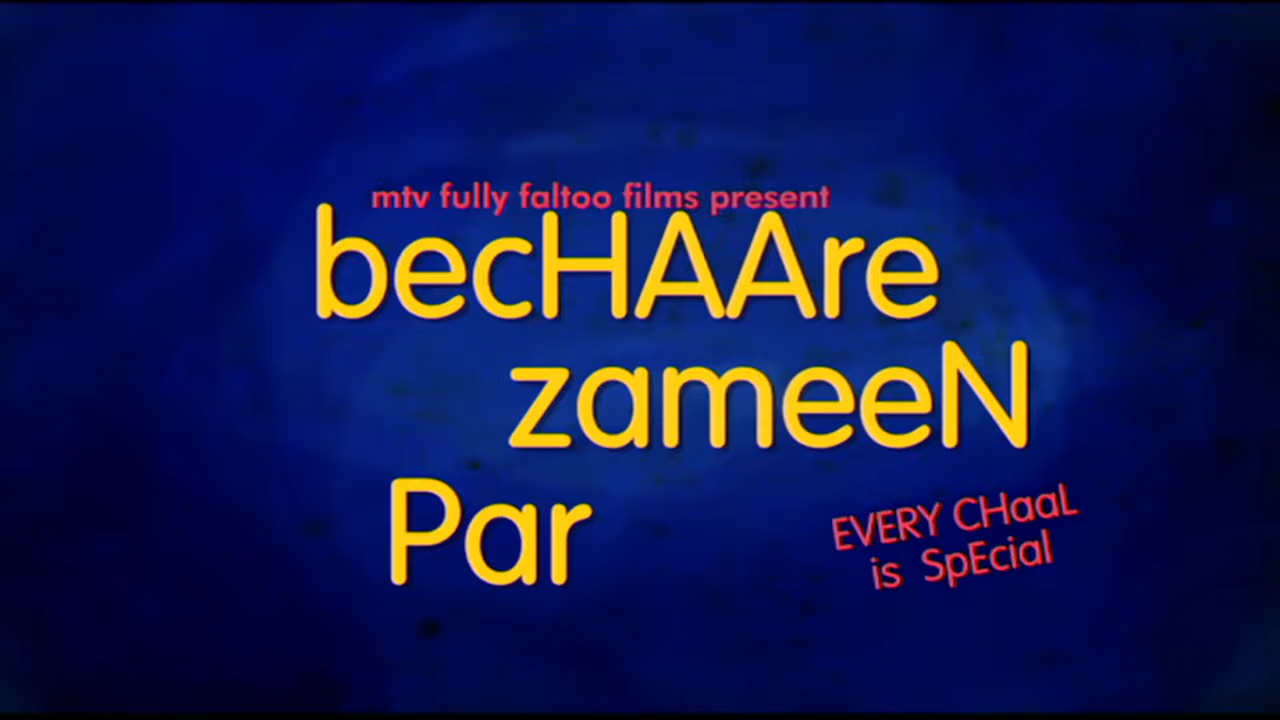 mtv fully faltoo films present
becHAAre
zameeN
Par
EVERY CHaaL
is SpEcial